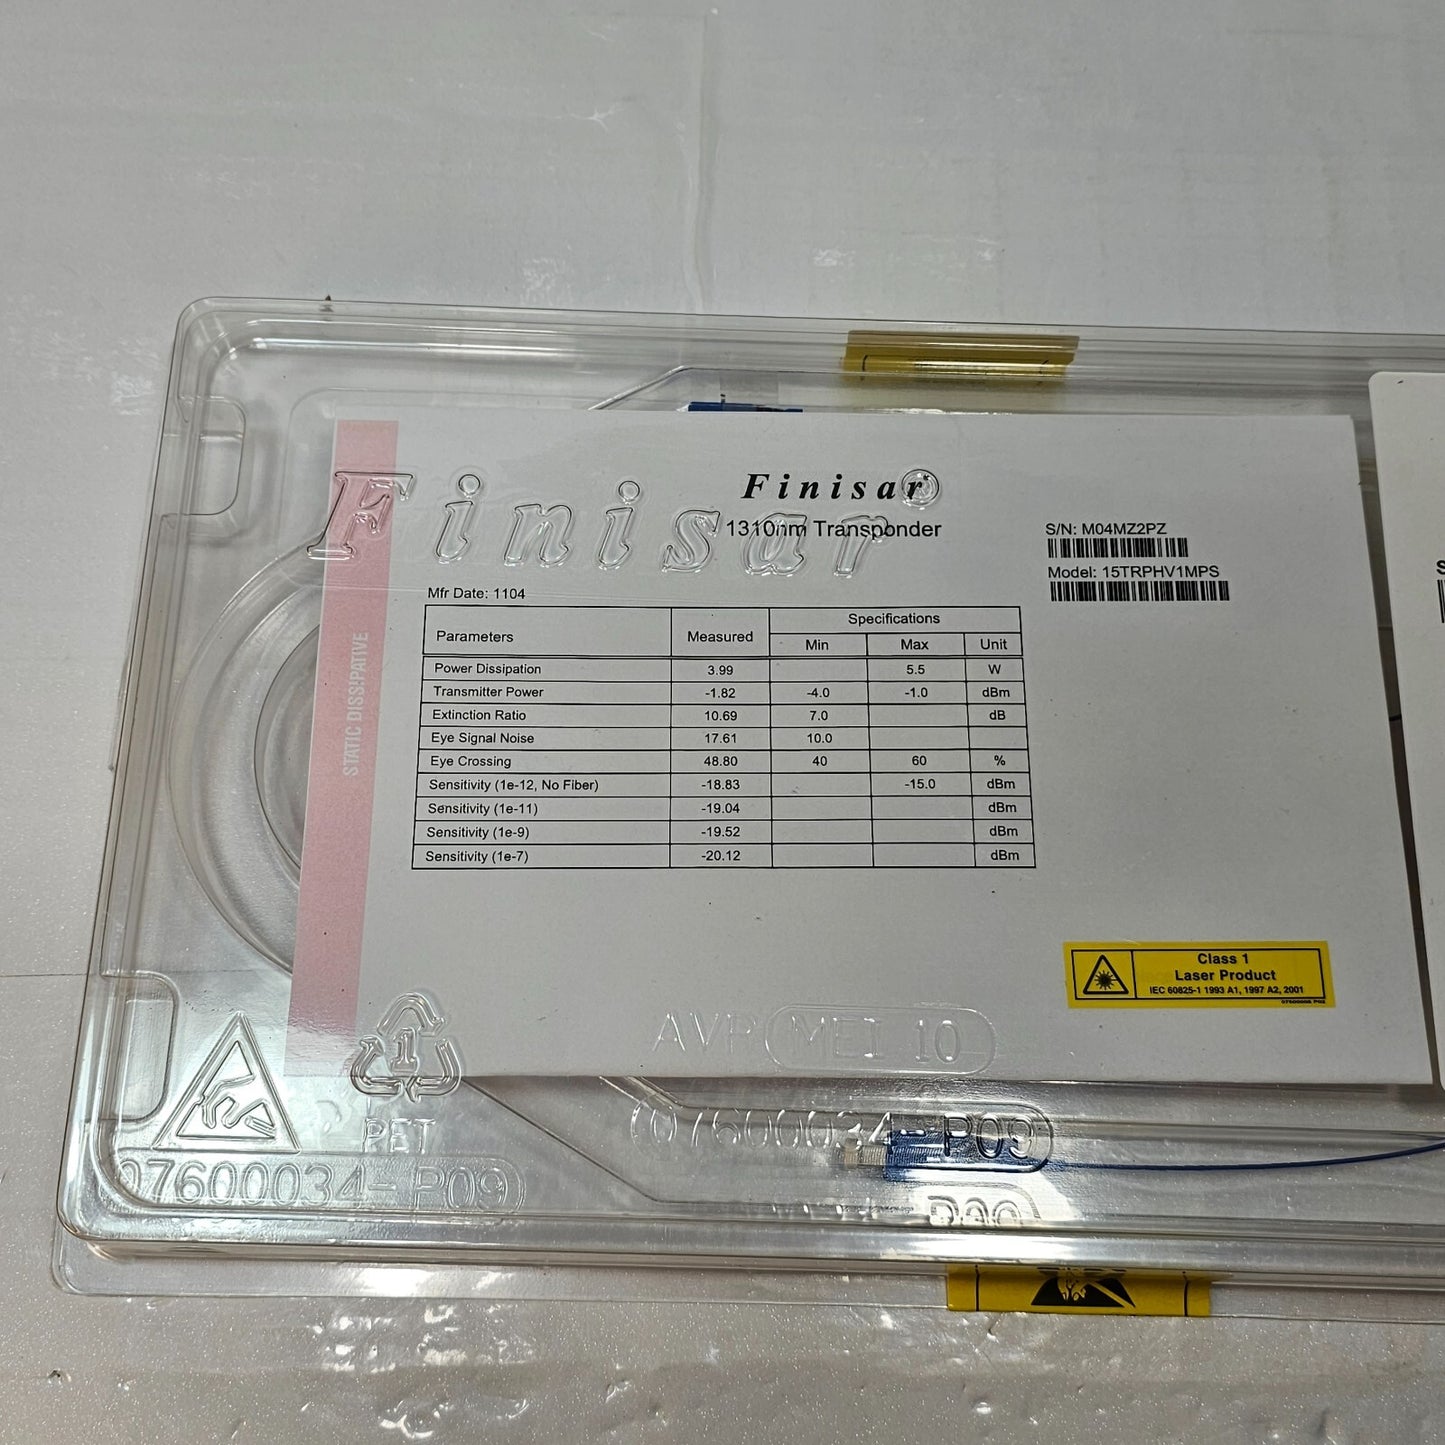 Finisar
Finisar
1310nm Transponder
S/N: M04MZ2PZ
Model: 15TRPHV1MPS
Mfr Date: 1104
Parameters Measured Specifications
Min Max Unit
Power Dissipation 3.99 5.5 W
Transmitter Power -1.82 -4.0 -1.0 dBm
Extinction Ratio 10.69 7.0 dB
Eye Signal Noise 17.61 10.0
Eye Crossing 48.80 40 60 %
Sensitivity (1e-12, No Fiber) -18.83 -15.0 dBm
Sensitivity (1e-11) -19.04 dBm
Sensitivity (1e-9) -19.52 dBm
Sensitivity (1e-7) -20.12 dBm
STATIC DISSIPATIVE
Class 1
Laser Product
IEC 60825-1 1993 A1, 1997 A2, 2001
AVP MEI 10
1
PET
07600034-P09
07600034-P09